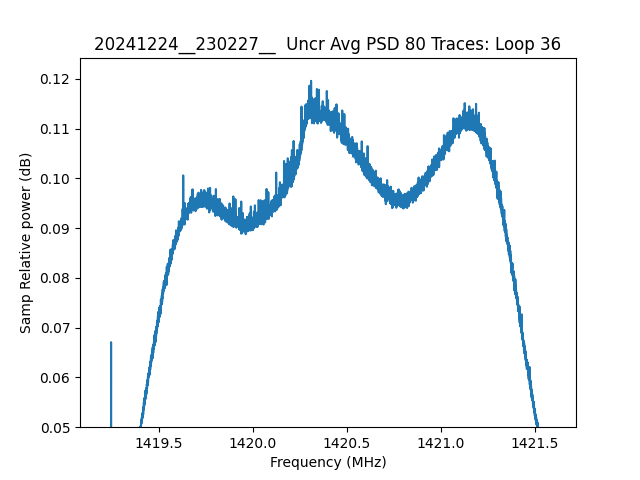 20241224__230227__  Uncr Avg PSD 80 Traces: Loop 36
0.12
0.11
0.10
0.09
0.08
0.07
0.06
0.05
Samp Relative power (dB)
1419.5 1420.0 1420.5 1421.0 1421.5
Frequency (MHz)